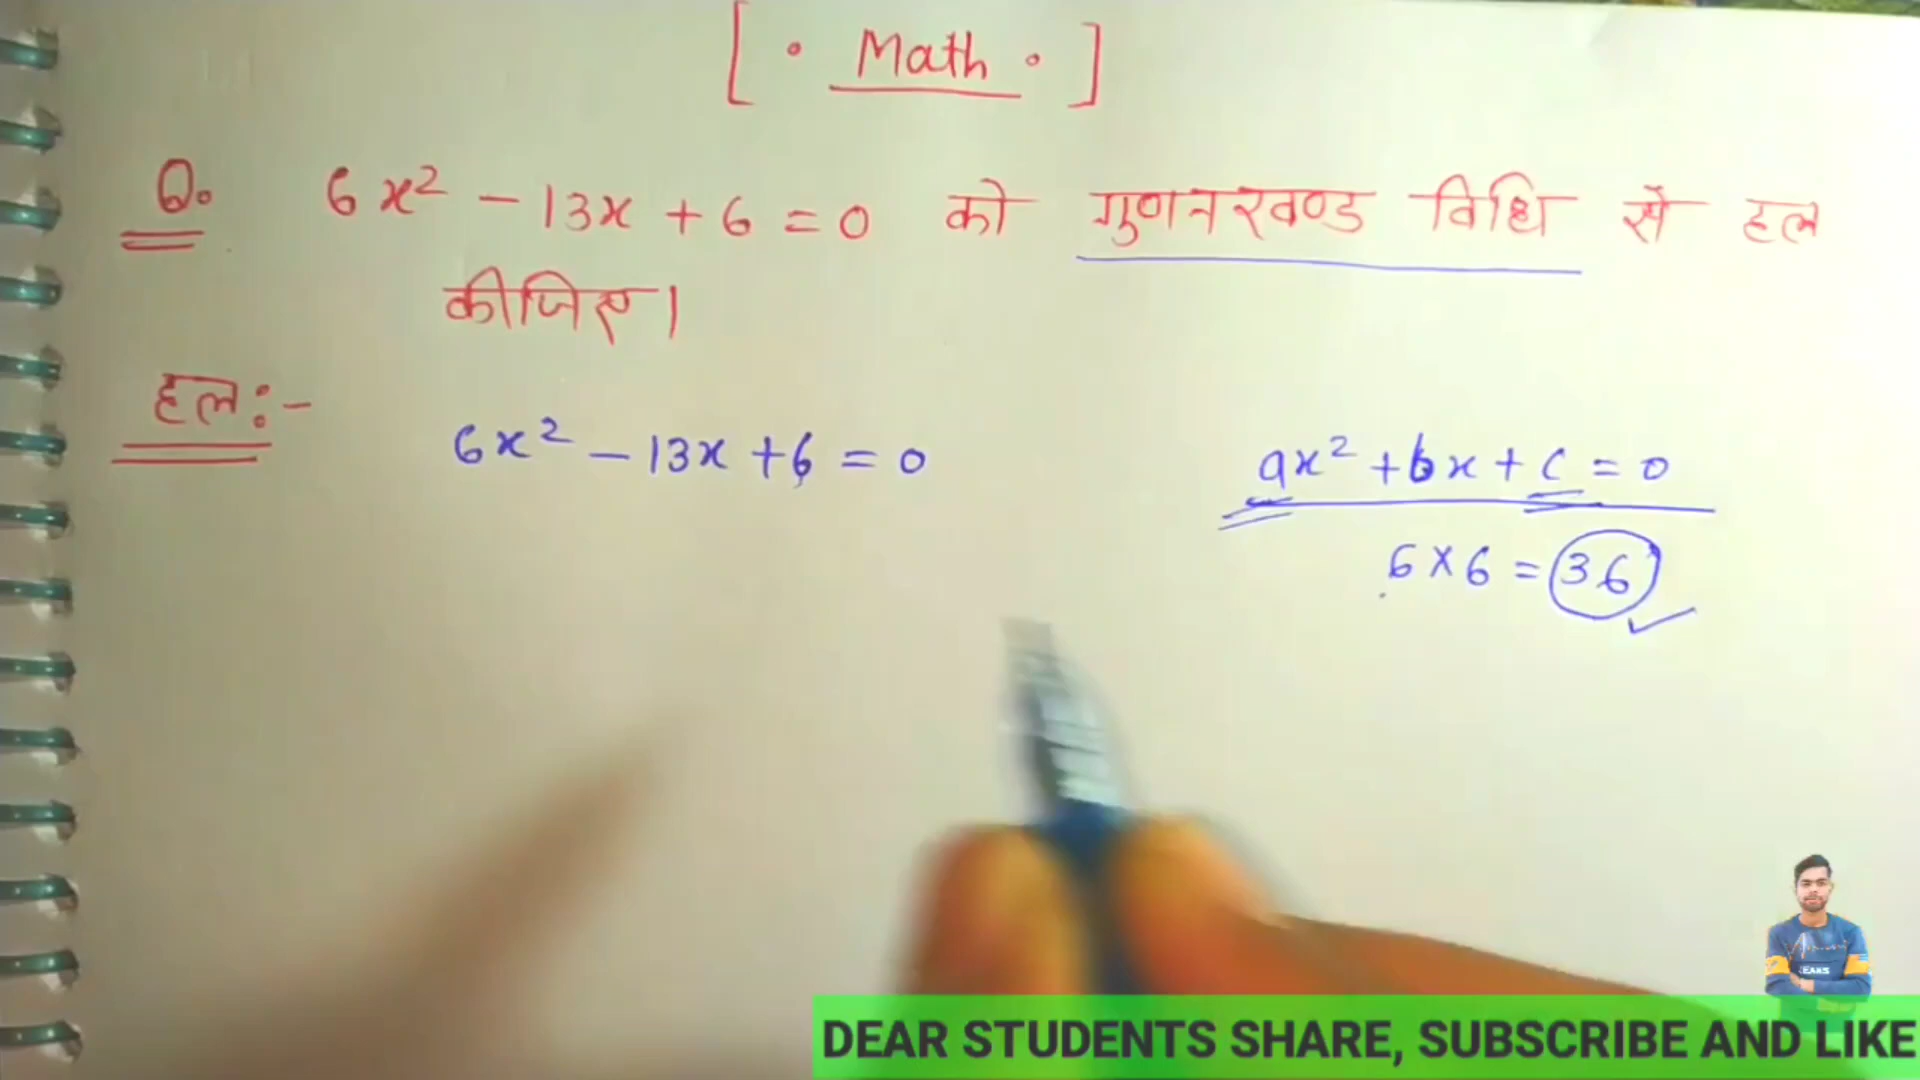 [ • Math • ]
Q. 6x² - 13x + 6 = 0 को गुणनखण्ड विधि से हल
कीजिए।
हल:-
6x² - 13x + 6 = 0
ax² + bx + c = 0
6 × 6 = 36 ✓
EAKS
DEAR STUDENTS SHARE, SUBSCRIBE AND LIKE